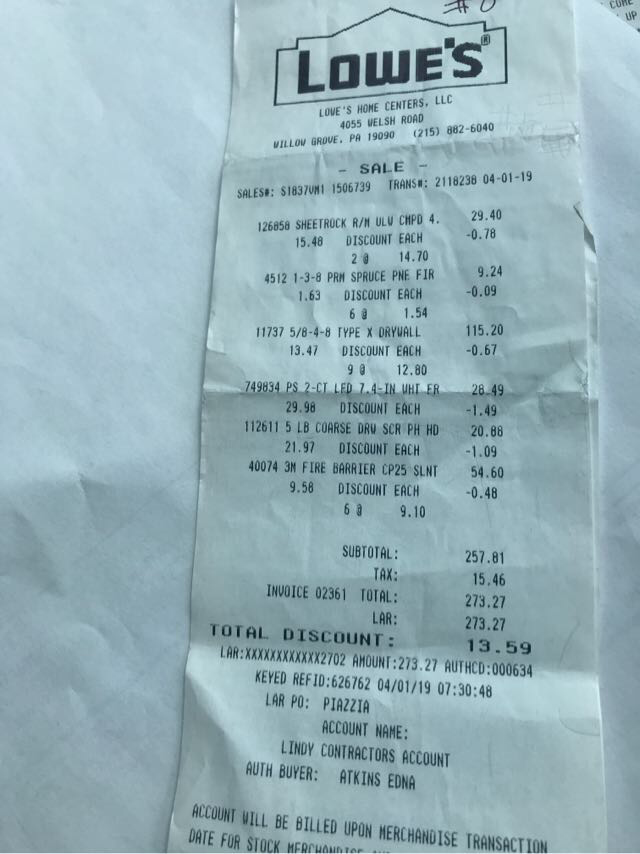 # 0
LOWE'S®
LOWE'S HOME CENTERS, LLC
4055 WELSH ROAD
WILLOW GROVE, PA 19090 (215) 882-6040
- SALE -
SALES#: S1837VM1 1506739 TRANS#: 2118238 04-01-19
126858 SHEETROCK R/M ULW CMPD 4. 29.40
15.48 DISCOUNT EACH -0.78
2 @ 14.70
4512 1-3-8 PRM SPRUCE PNE FIR 9.24
1.63 DISCOUNT EACH -0.09
6 @ 1.54
11737 5/8-4-8 TYPE X DRYWALL 115.20
13.47 DISCOUNT EACH -0.67
9 @ 12.80
749834 PS 2-CT LED 7.4-IN WHT FR 28.49
29.98 DISCOUNT EACH -1.49
112611 5 LB COARSE DRW SCR PH HD 20.88
21.97 DISCOUNT EACH -1.09
40074 3M FIRE BARRIER CP25 SLNT 54.60
9.58 DISCOUNT EACH -0.48
6 @ 9.10
SUBTOTAL: 257.81
TAX: 15.46
INVOICE 02361 TOTAL: 273.27
LAR: 273.27
TOTAL DISCOUNT: 13.59
LAR:XXXXXXXXXXXX2702 AMOUNT:273.27 AUTHCD:000634
KEYED REFID:626762 04/01/19 07:30:48
LAR PO: PIAZZIA
ACCOUNT NAME:
LINDY CONTRACTORS ACCOUNT
AUTH BUYER: ATKINS EDNA
ACCOUNT WILL BE BILLED UPON MERCHANDISE TRANSACTION
DATE FOR STOCK MERCHANDISE
UP